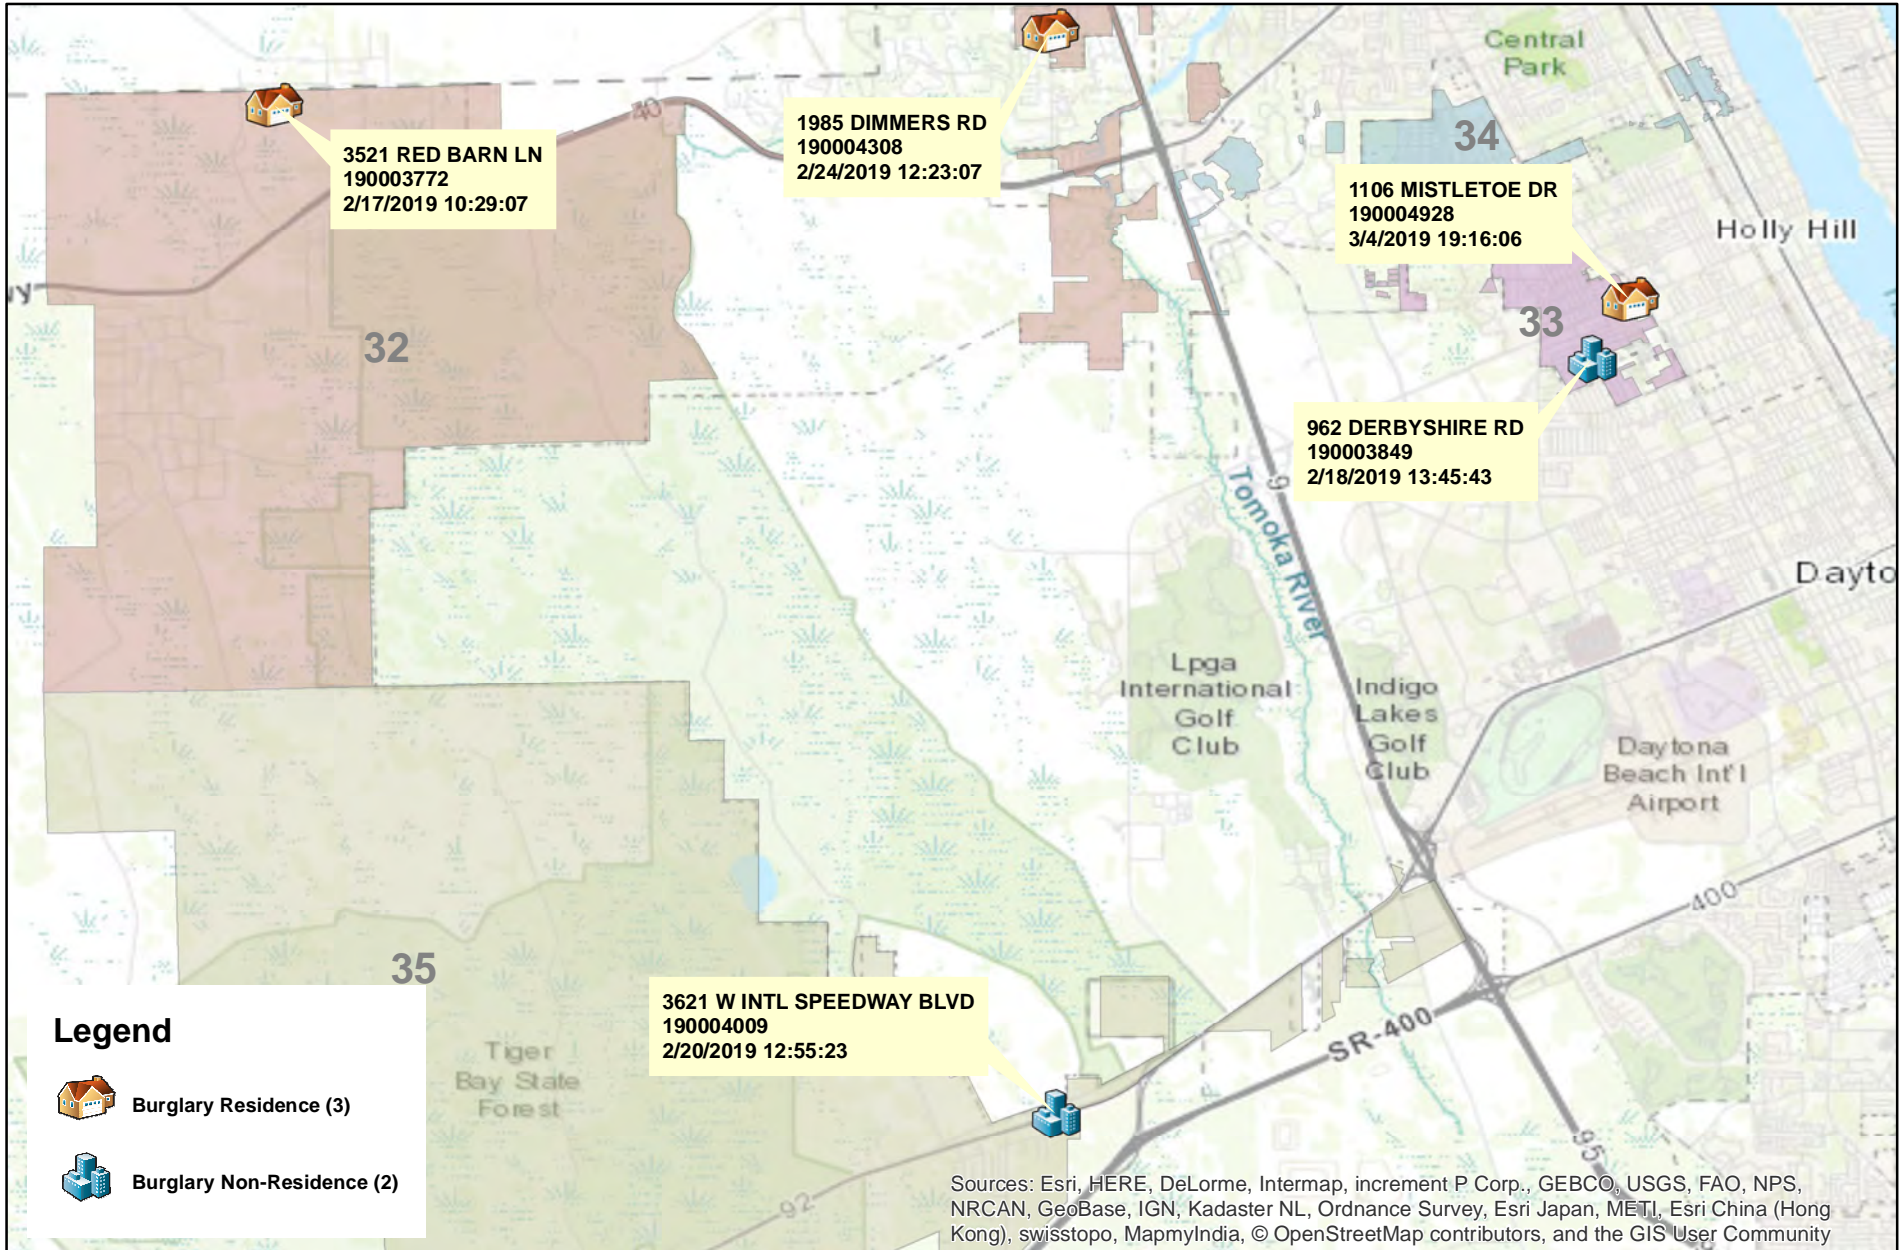 Central
Park
40
3521 RED BARN LN
190003772
2/17/2019 10:29:07
1985 DIMMERS RD
190004308
2/24/2019 12:23:07
34
1106 MISTLETOE DR
190004928
3/4/2019 19:16:06
Holly Hill
wy
32
33
962 DERBYSHIRE RD
190003849
2/18/2019 13:45:43
9
Tomoka River
Dayto
Lpga
International
Golf
Club
Indigo
Lakes
Golf
Club
Daytona
Beach Int'l
Airport
400
35
3621 W INTL SPEEDWAY BLVD
190004009
2/20/2019 12:55:23
SR-400
Tiger
Bay State
Forest
Legend
Burglary Residence (3)
Burglary Non-Residence (2)
92
95
Sources: Esri, HERE, DeLorme, Intermap, increment P Corp., GEBCO, USGS, FAO, NPS,
NRCAN, GeoBase, IGN, Kadaster NL, Ordnance Survey, Esri Japan, METI, Esri China (Hong
Kong), swisstopo, MapmyIndia, © OpenStreetMap contributors, and the GIS User Community